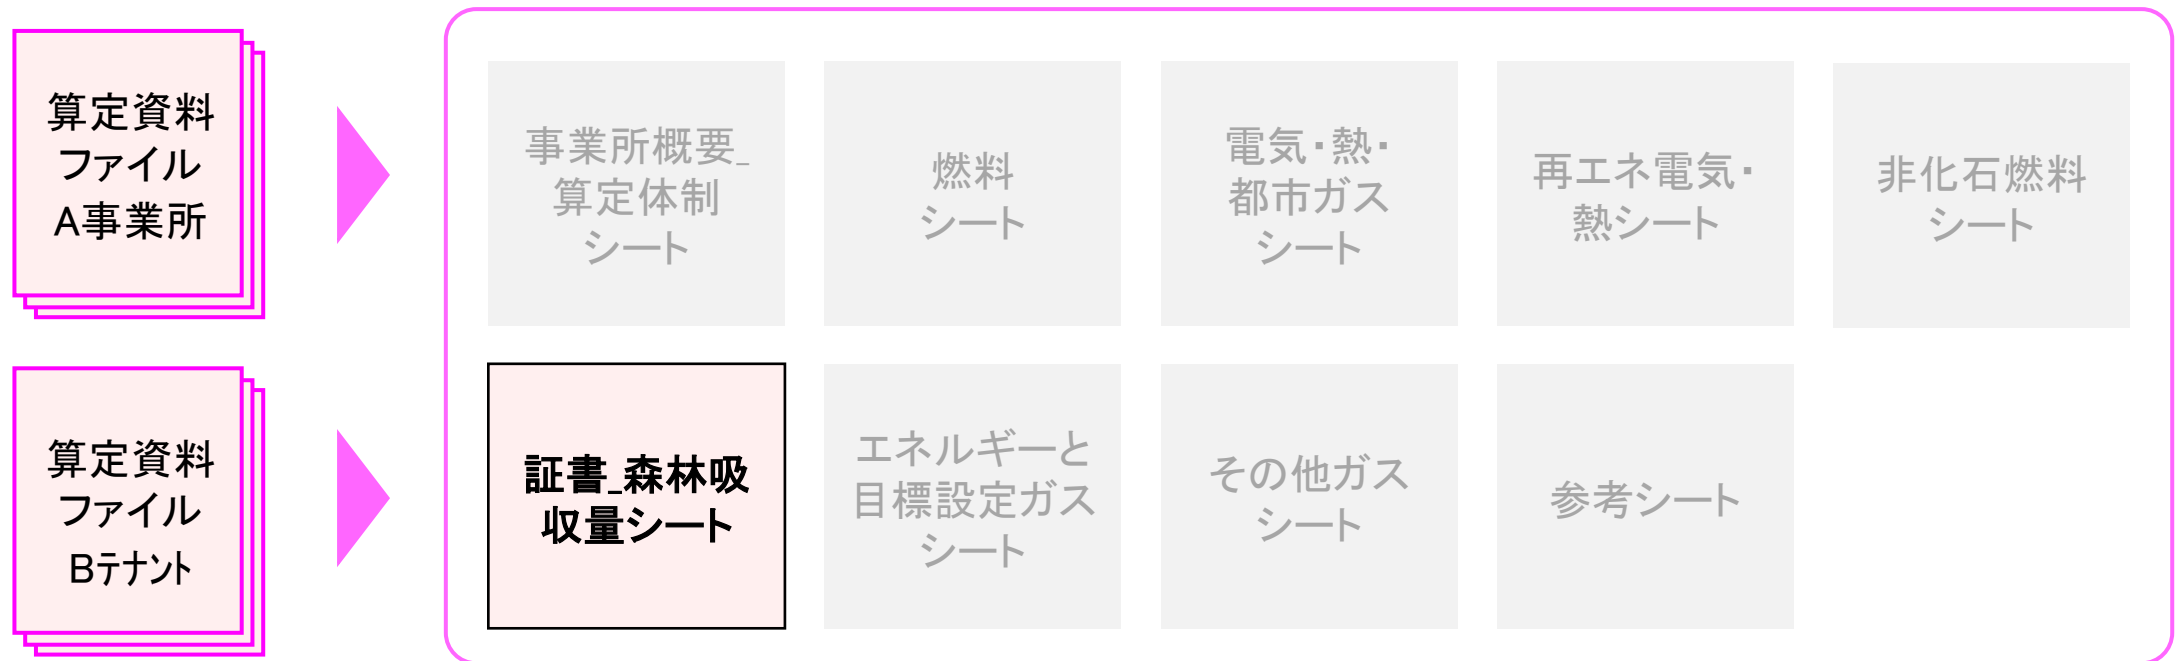 算定資料
ファイル
A事業所
事業所概要_
算定体制
シート
燃料
シート
電気・熱・
都市ガス
シート
再エネ電気・
熱シート
非化石燃料
シート
算定資料
ファイル
Bテナント
証書_森林吸
収量シート
エネルギーと
目標設定ガス
シート
その他ガス
シート
参考シート